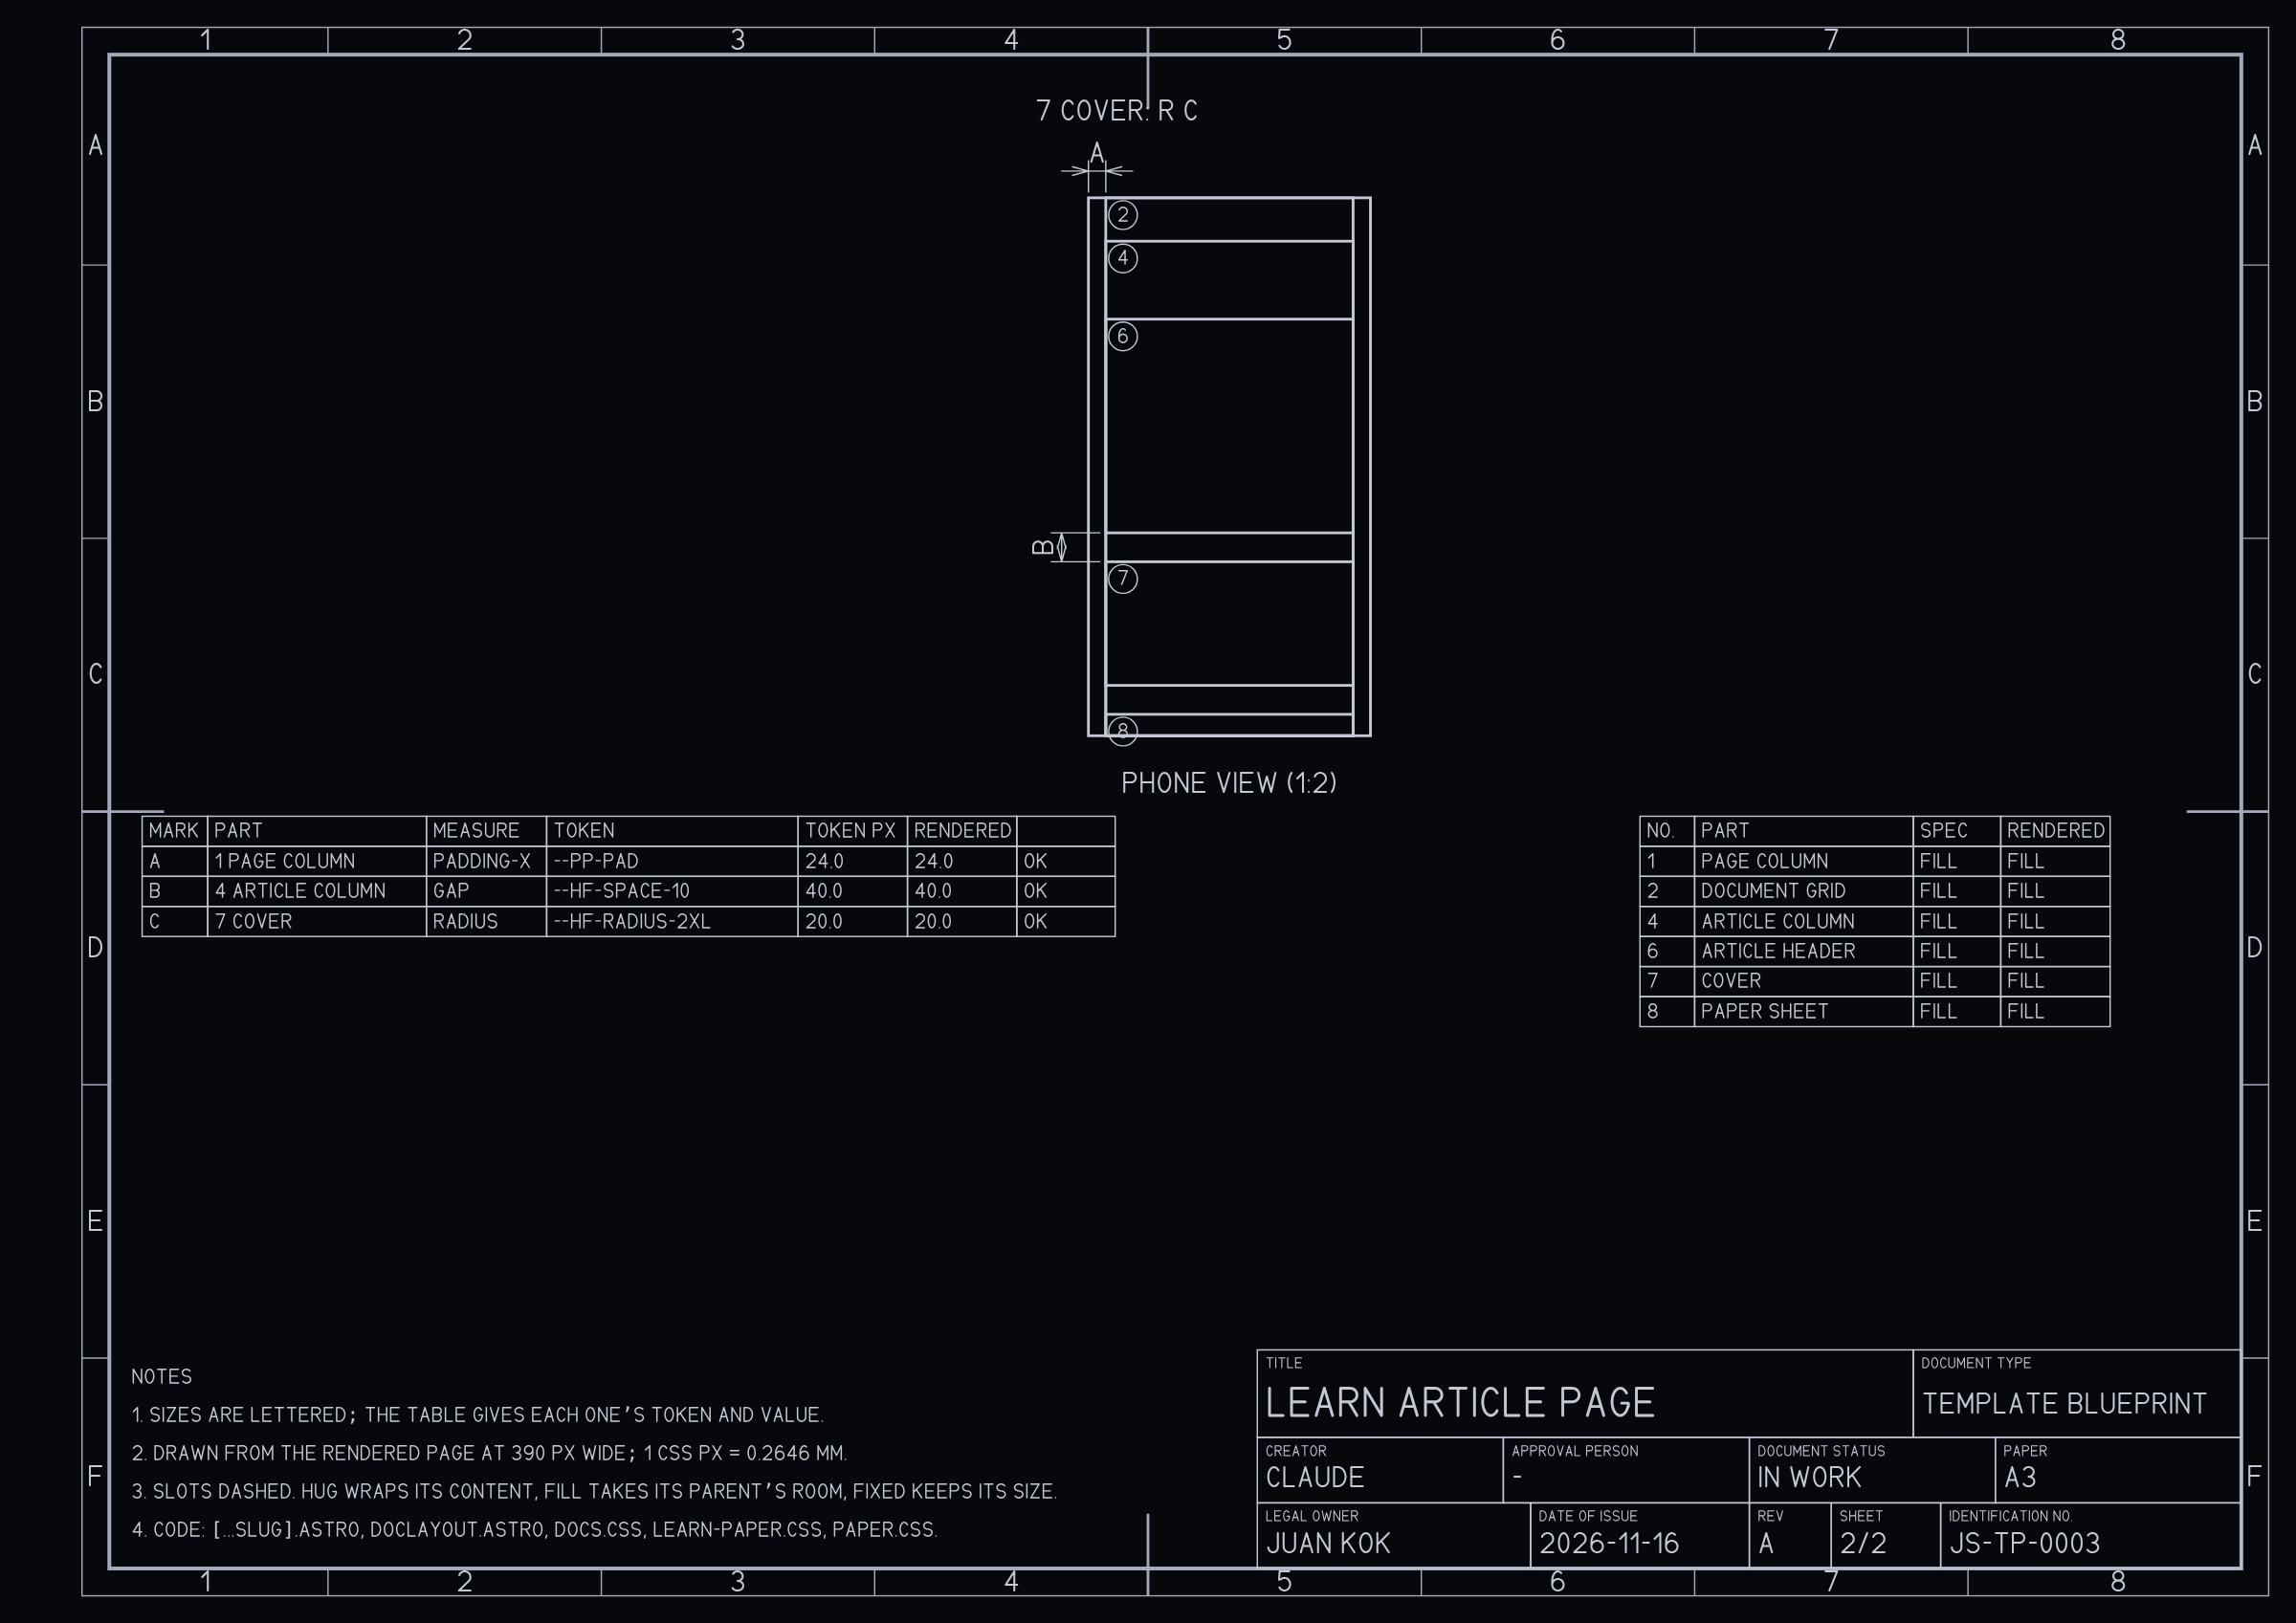 1 2 3 4 5 6 7 8
7 COVER: R C
A
A A
2
4
6
B B
B
7
C C
8
PHONE VIEW (1:2)
MARK PART MEASURE TOKEN TOKEN PX RENDERED
A 1 PAGE COLUMN PADDING-X --PP-PAD 24.0 24.0 OK
B 4 ARTICLE COLUMN GAP --HF-SPACE-10 40.0 40.0 OK
C 7 COVER RADIUS --HF-RADIUS-2XL 20.0 20.0 OK
NO. PART SPEC RENDERED
1 PAGE COLUMN FILL FILL
2 DOCUMENT GRID FILL FILL
4 ARTICLE COLUMN FILL FILL
6 ARTICLE HEADER FILL FILL
7 COVER FILL FILL
8 PAPER SHEET FILL FILL
D D
E E
NOTES
1. SIZES ARE LETTERED; THE TABLE GIVES EACH ONE'S TOKEN AND VALUE.
2. DRAWN FROM THE RENDERED PAGE AT 390 PX WIDE; 1 CSS PX = 0.2646 MM.
3. SLOTS DASHED. HUG WRAPS ITS CONTENT, FILL TAKES ITS PARENT'S ROOM, FIXED KEEPS ITS SIZE.
4. CODE: [...SLUG].ASTRO, DOCLAYOUT.ASTRO, DOCS.CSS, LEARN-PAPER.CSS, PAPER.CSS.
F F
TITLE
LEARN ARTICLE PAGE
DOCUMENT TYPE
TEMPLATE BLUEPRINT
CREATOR
CLAUDE
APPROVAL PERSON
-
DOCUMENT STATUS
IN WORK
PAPER
A3
LEGAL OWNER
JUAN KOK
DATE OF ISSUE
2026-11-16
REV
A
SHEET
2/2
IDENTIFICATION NO.
JS-TP-0003
1 2 3 4 5 6 7 8